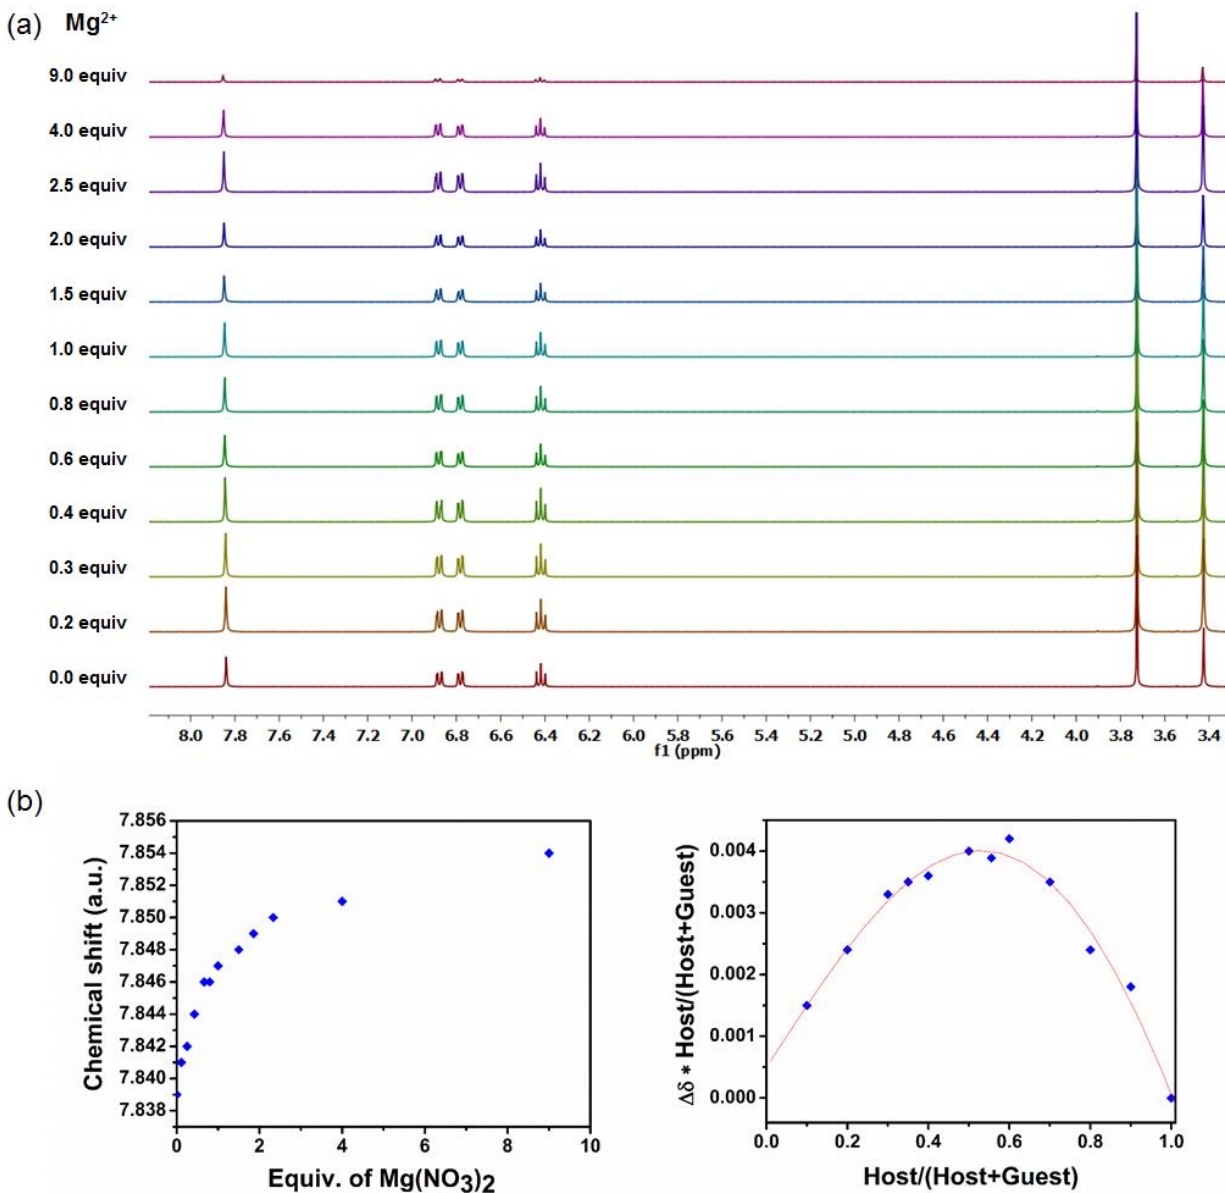 (a) Mg²⁺
9.0 equiv
4.0 equiv
2.5 equiv
2.0 equiv
1.5 equiv
1.0 equiv
0.8 equiv
0.6 equiv
0.4 equiv
0.3 equiv
0.2 equiv
0.0 equiv
8.0 7.8 7.6 7.4 7.2 7.0 6.8 6.6 6.4 6.2 6.0 5.8 5.6 5.4 5.2 5.0 4.8 4.6 4.4 4.2 4.0 3.8 3.6 3.4
f1 (ppm)
(b)
Chemical shift (a.u.)
7.856
7.854
7.852
7.850
7.848
7.846
7.844
7.842
7.840
7.838
0 2 4 6 8 10
Equiv. of Mg(NO₃)₂
Δδ * Host/(Host+Guest)
0.004
0.003
0.002
0.001
0.000
0.0 0.2 0.4 0.6 0.8 1.0
Host/(Host+Guest)